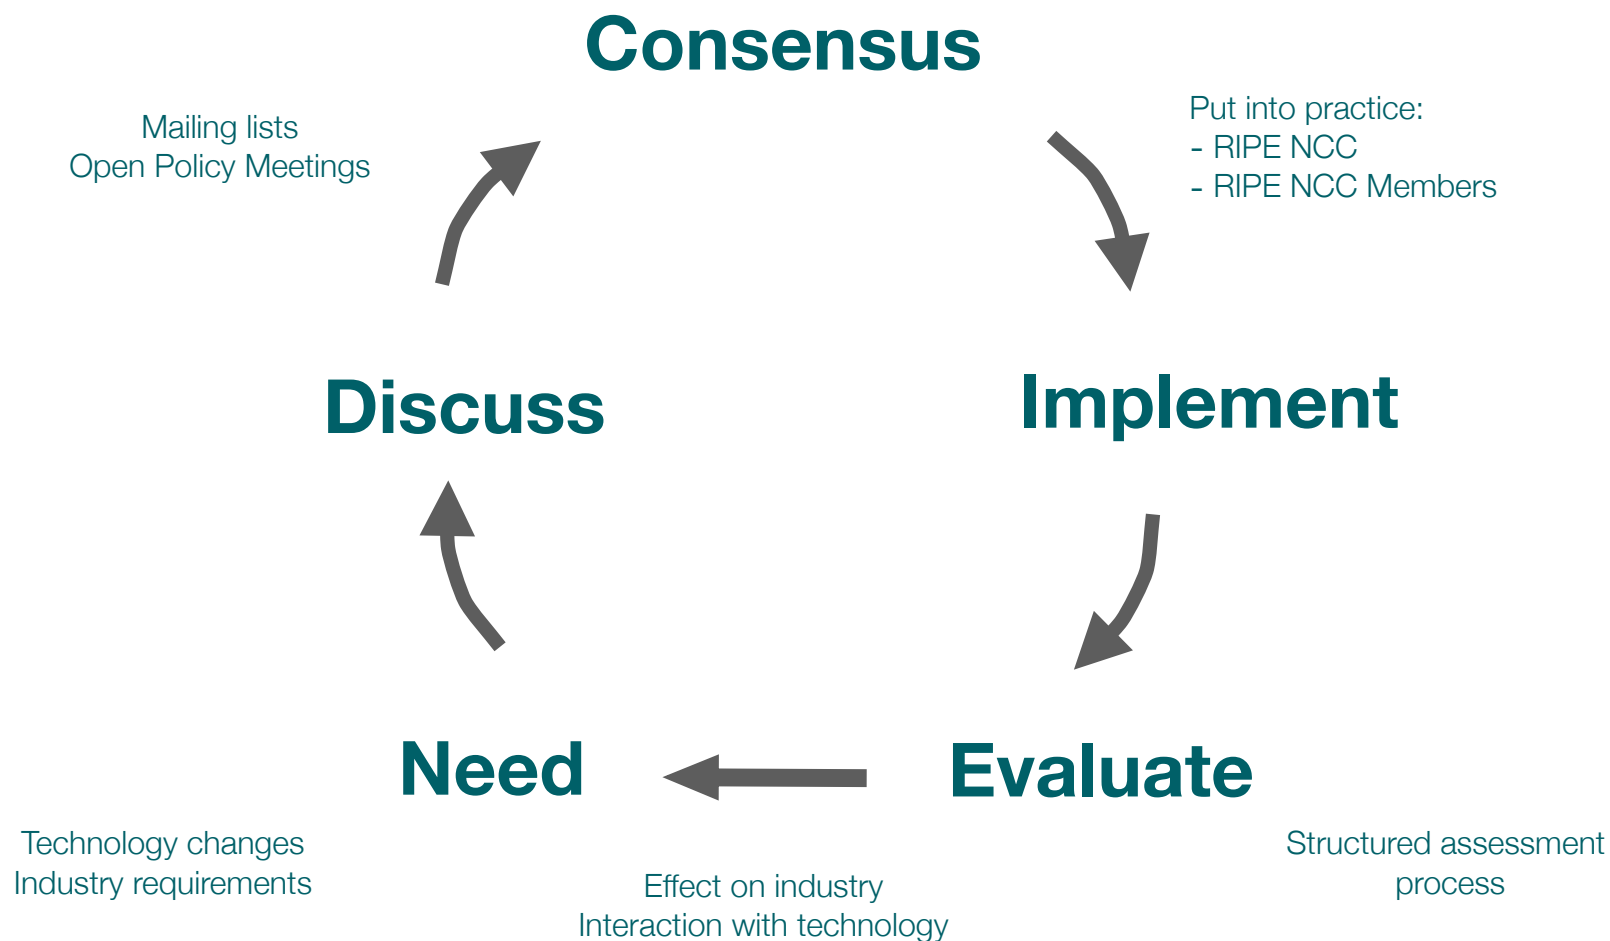 Consensus
Mailing lists
Open Policy Meetings
Put into practice:
- RIPE NCC
- RIPE NCC Members
Discuss
Implement
Need
Evaluate
Technology changes
Industry requirements
Effect on industry
Interaction with technology
Structured assessment
process